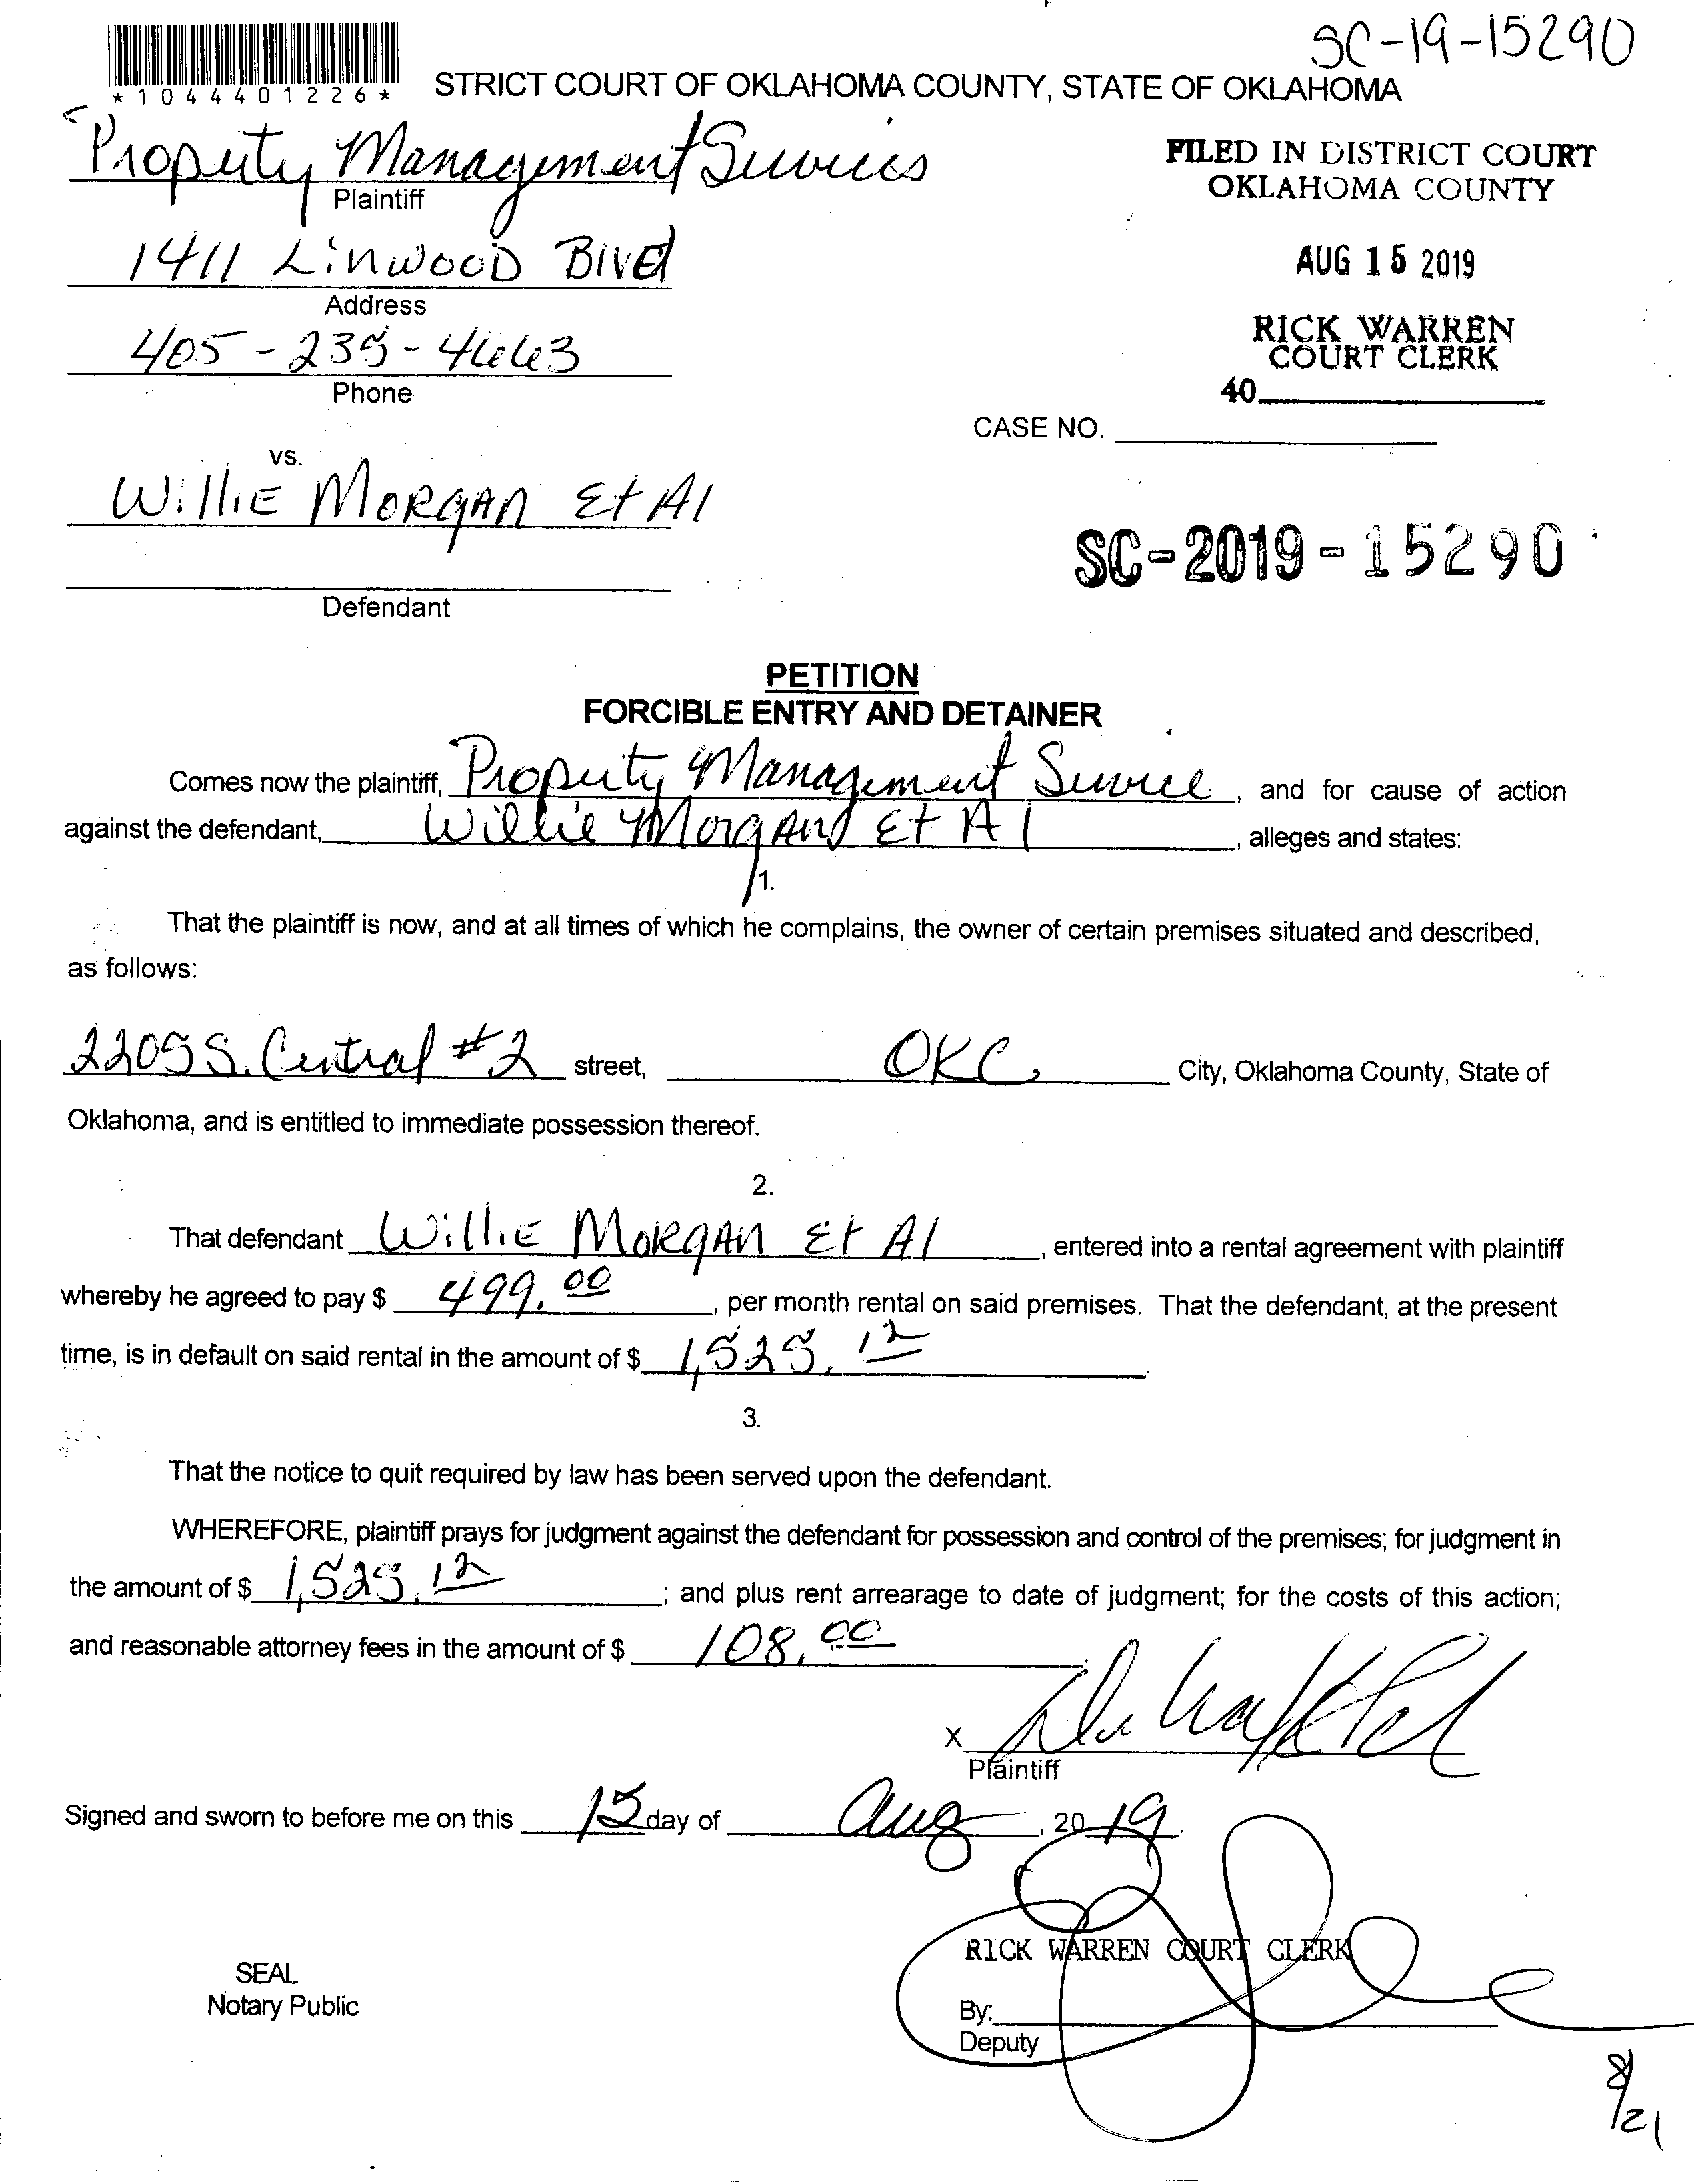 SC-19-15290
*1044401226*
STRICT COURT OF OKLAHOMA COUNTY, STATE OF OKLAHOMA
Property Management Services
Plaintiff
FILED IN DISTRICT COURT
OKLAHOMA COUNTY
1411 Linwood Blvd
Address
AUG 15 2019
405-235-4663
Phone
RICK WARREN
COURT CLERK
40
CASE NO.
vs.
Willie Morgan Et Al
SC-2019-15290
Defendant
PETITION
FORCIBLE ENTRY AND DETAINER
Comes now the plaintiff, Property Management Service, and for cause of action
against the defendant, Willie Morgan Et Al, alleges and states:
1.
That the plaintiff is now, and at all times of which he complains, the owner of certain premises situated and described,
as follows:
2205 S. Central #2 street, OKC, City, Oklahoma County, State of
Oklahoma, and is entitled to immediate possession thereof.
2.
That defendant Willie Morgan Et Al, entered into a rental agreement with plaintiff
whereby he agreed to pay $ 499.00, per month rental on said premises. That the defendant, at the present
time, is in default on said rental in the amount of $ 1,525.12
3.
That the notice to quit required by law has been served upon the defendant.
WHEREFORE, plaintiff prays for judgment against the defendant for possession and control of the premises; for judgment in
the amount of $ 1,525.12; and plus rent arrearage to date of judgment; for the costs of this action;
and reasonable attorney fees in the amount of $ 108.00
X
Plaintiff
Signed and sworn to before me on this 15 day of Aug, 2019
RICK WARREN COURT CLERK
SEAL
Notary Public
By:
Deputy
8/21